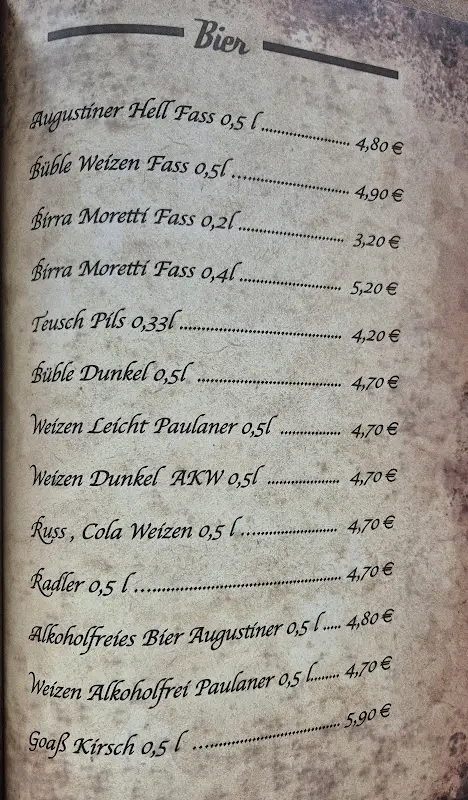 Bier
Augustiner Hell Fass 0,5 l ........................ 4,80 €
Büble Weizen Fass 0,5l ............................ 4,90 €
Birra Moretti Fass 0,2l ........................... 3,20 €
Birra Moretti Fass 0,4l ........................... 5,20 €
Teusch Pils 0,33l ....................................... 4,20 €
Büble Dunkel 0,5l .................................... 4,70 €
Weizen Leicht Paulaner 0,5l ............... 4,70 €
Weizen Dunkel AKW 0,5l .................. 4,70 €
Russ , Cola Weizen 0,5 l ......................... 4,70 €
Radler 0,5 l ................................................ 4,70 €
Alkoholfreies Bier Augustiner 0,5 l ..... 4,80 €
Weizen Alkoholfrei Paulaner 0,5 l ........ 4,70 €
Goaß Kirsch 0,5 l .................................... 5,90 €